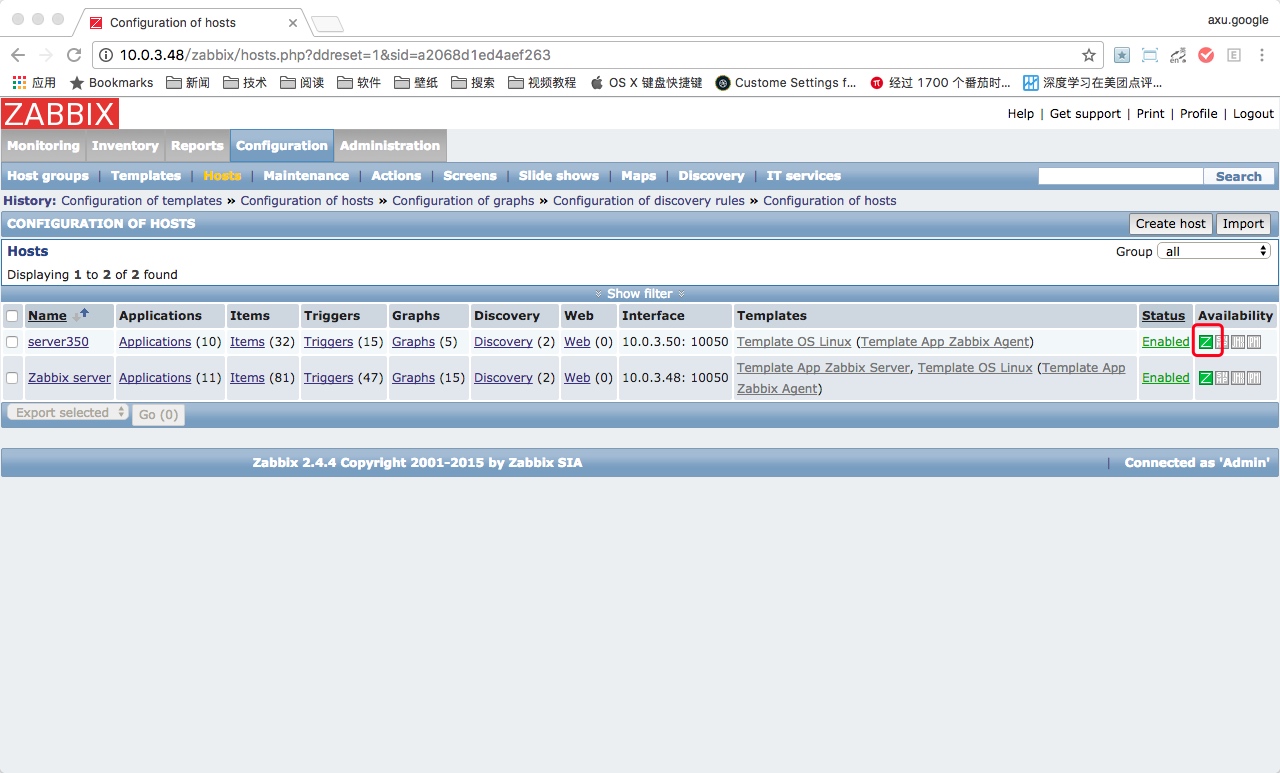 Configuration of hosts
axu.google
10.0.3.48/zabbix/hosts.php?ddreset=1&sid=a2068d1ed4aef263
应用 Bookmarks 新闻 技术 阅读 软件 壁纸 搜索 视频教程 OS X 键盘快捷键 Custome Settings f... 经过 1700 个番茄时... 深度学习在美团点评...
ZABBIX
Help | Get support | Print | Profile | Logout
Monitoring Inventory Reports Configuration Administration
Host groups | Templates | Hosts | Maintenance | Actions | Screens | Slide shows | Maps | Discovery | IT services Search
History: Configuration of templates » Configuration of hosts » Configuration of graphs » Configuration of discovery rules » Configuration of hosts
CONFIGURATION OF HOSTS Create host Import
Hosts Group all
Displaying 1 to 2 of 2 found
Show filter
Name Applications Items Triggers Graphs Discovery Web Interface Templates Status Availability
server350 Applications (10) Items (32) Triggers (15) Graphs (5) Discovery (2) Web (0) 10.0.3.50: 10050 Template OS Linux (Template App Zabbix Agent) Enabled Z
Zabbix server Applications (11) Items (81) Triggers (47) Graphs (15) Discovery (2) Web (0) 10.0.3.48: 10050 Template App Zabbix Server, Template OS Linux (Template App Enabled Z
Zabbix Agent)
Export selected Go (0)
Zabbix 2.4.4 Copyright 2001-2015 by Zabbix SIA | Connected as 'Admin'